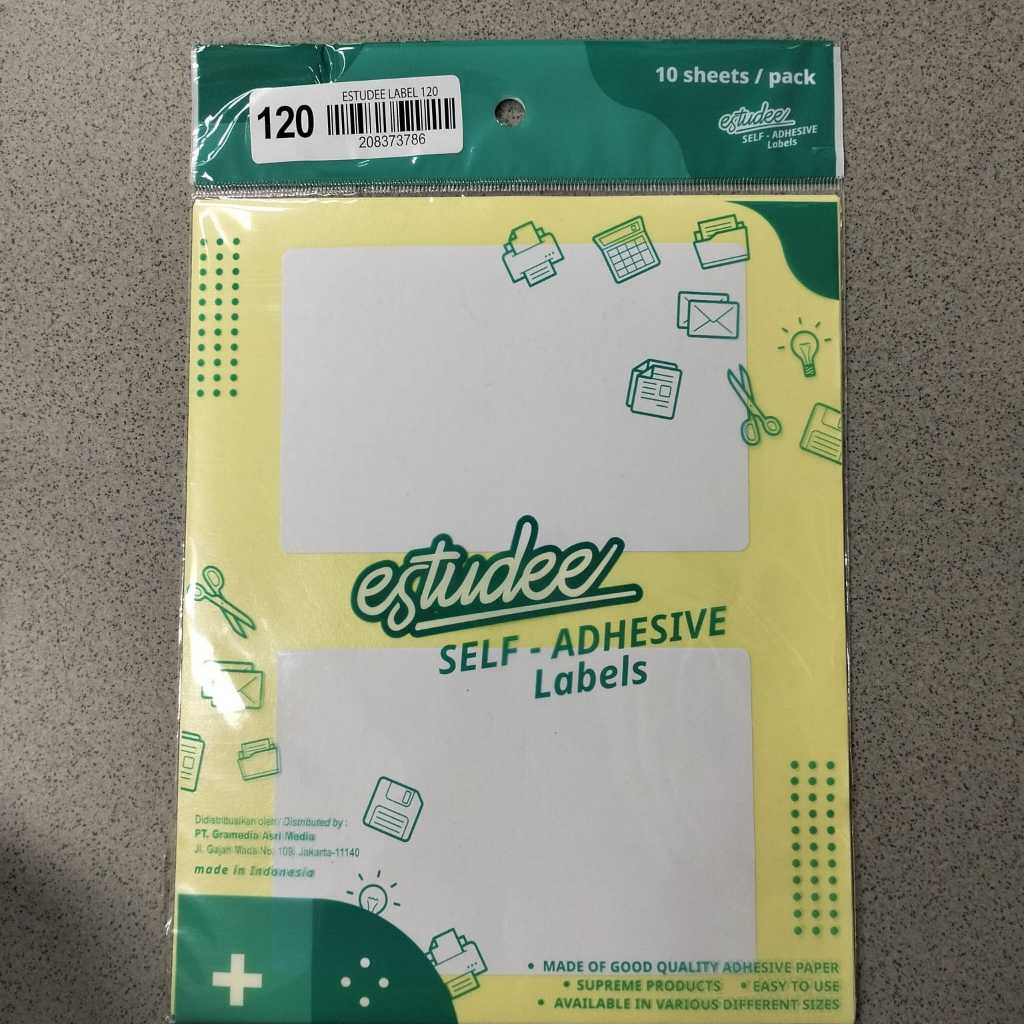 10 sheets / pack
120
ESTUDEE LABEL 120
208373786
estudee
SELF - ADHESIVE
Labels
estudee
SELF - ADHESIVE
Labels
Didistribusikan oleh / Distributed by :
PT. Gramedia Asri Media
Jl. Gajah Mada No. 109, Jakarta-11140
made in Indonesia
• MADE OF GOOD QUALITY ADHESIVE PAPER
• SUPREME PRODUCTS • EASY TO USE
• AVAILABLE IN VARIOUS DIFFERENT SIZES